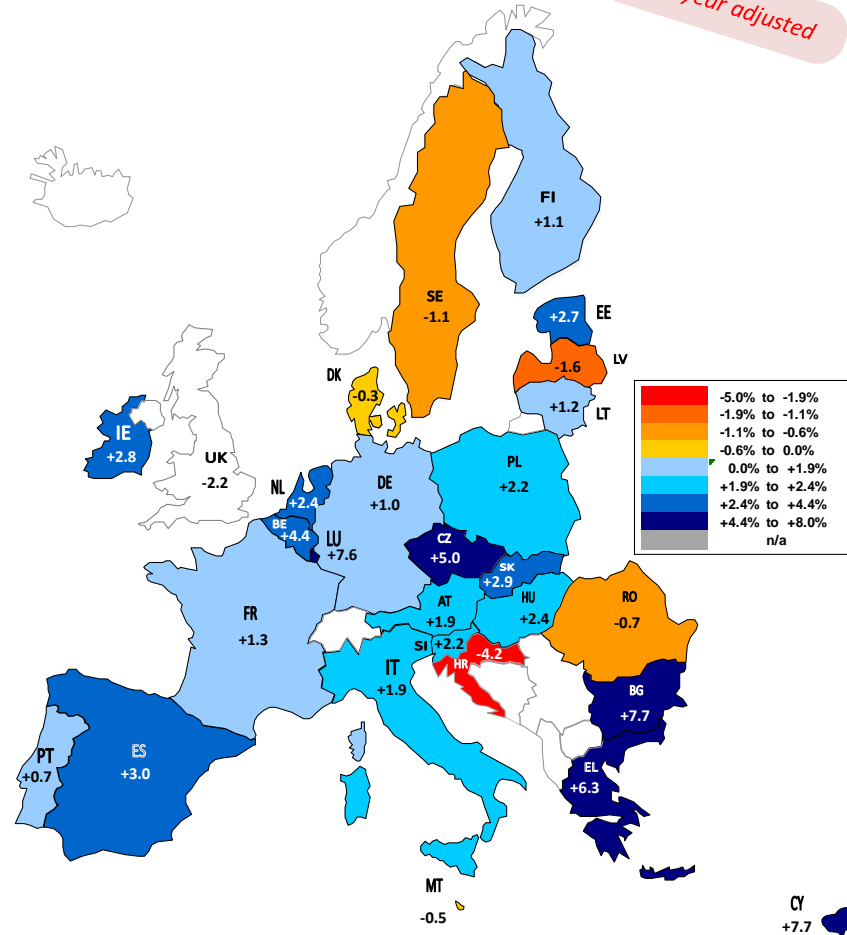 year adjusted
FI
+1.1
SE
-1.1
EE
+2.7
LV
-1.6
DK
-0.3
+1.2
LT
-5.0% to -1.9%
-1.9% to -1.1%
-1.1% to -0.6%
-0.6% to 0.0%
0.0% to +1.9%
+1.9% to +2.4%
+2.4% to +4.4%
+4.4% to +8.0%
n/a
IE
+2.8
UK
-2.2
NL
+2.4
DE
+1.0
PL
+2.2
BE
+4.4
LU
+7.6
CZ
+5.0
SK
+2.9
FR
+1.3
AT
+1.9
HU
+2.4
RO
-0.7
SI
+2.2
HR
-4.2
IT
+1.9
BG
+7.7
PT
+0.7
ES
+3.0
EL
+6.3
MT
-0.5
CY
+7.7